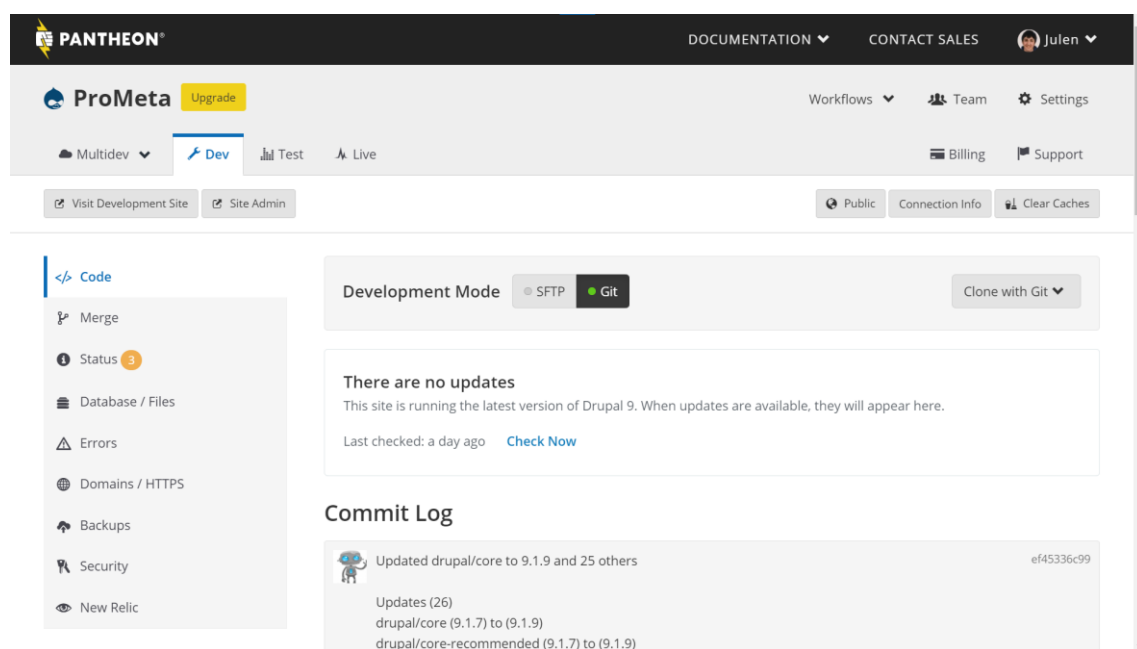 PANTHEON® DOCUMENTATION CONTACT SALES Julen
ProMeta Upgrade Workflows Team Settings
Multidev Dev Test Live Billing Support
Visit Development Site Site Admin Public Connection Info Clear Caches
</> Code
Merge
Status 3
Database / Files
Errors
Domains / HTTPS
Backups
Security
New Relic
Development Mode SFTP Git Clone with Git
There are no updates
This site is running the latest version of Drupal 9. When updates are available, they will appear here.
Last checked: a day ago Check Now
Commit Log
Updated drupal/core to 9.1.9 and 25 others ef45336c99
Updates (26)
drupal/core (9.1.7) to (9.1.9)
drupal/core-recommended (9.1.7) to (9.1.9)